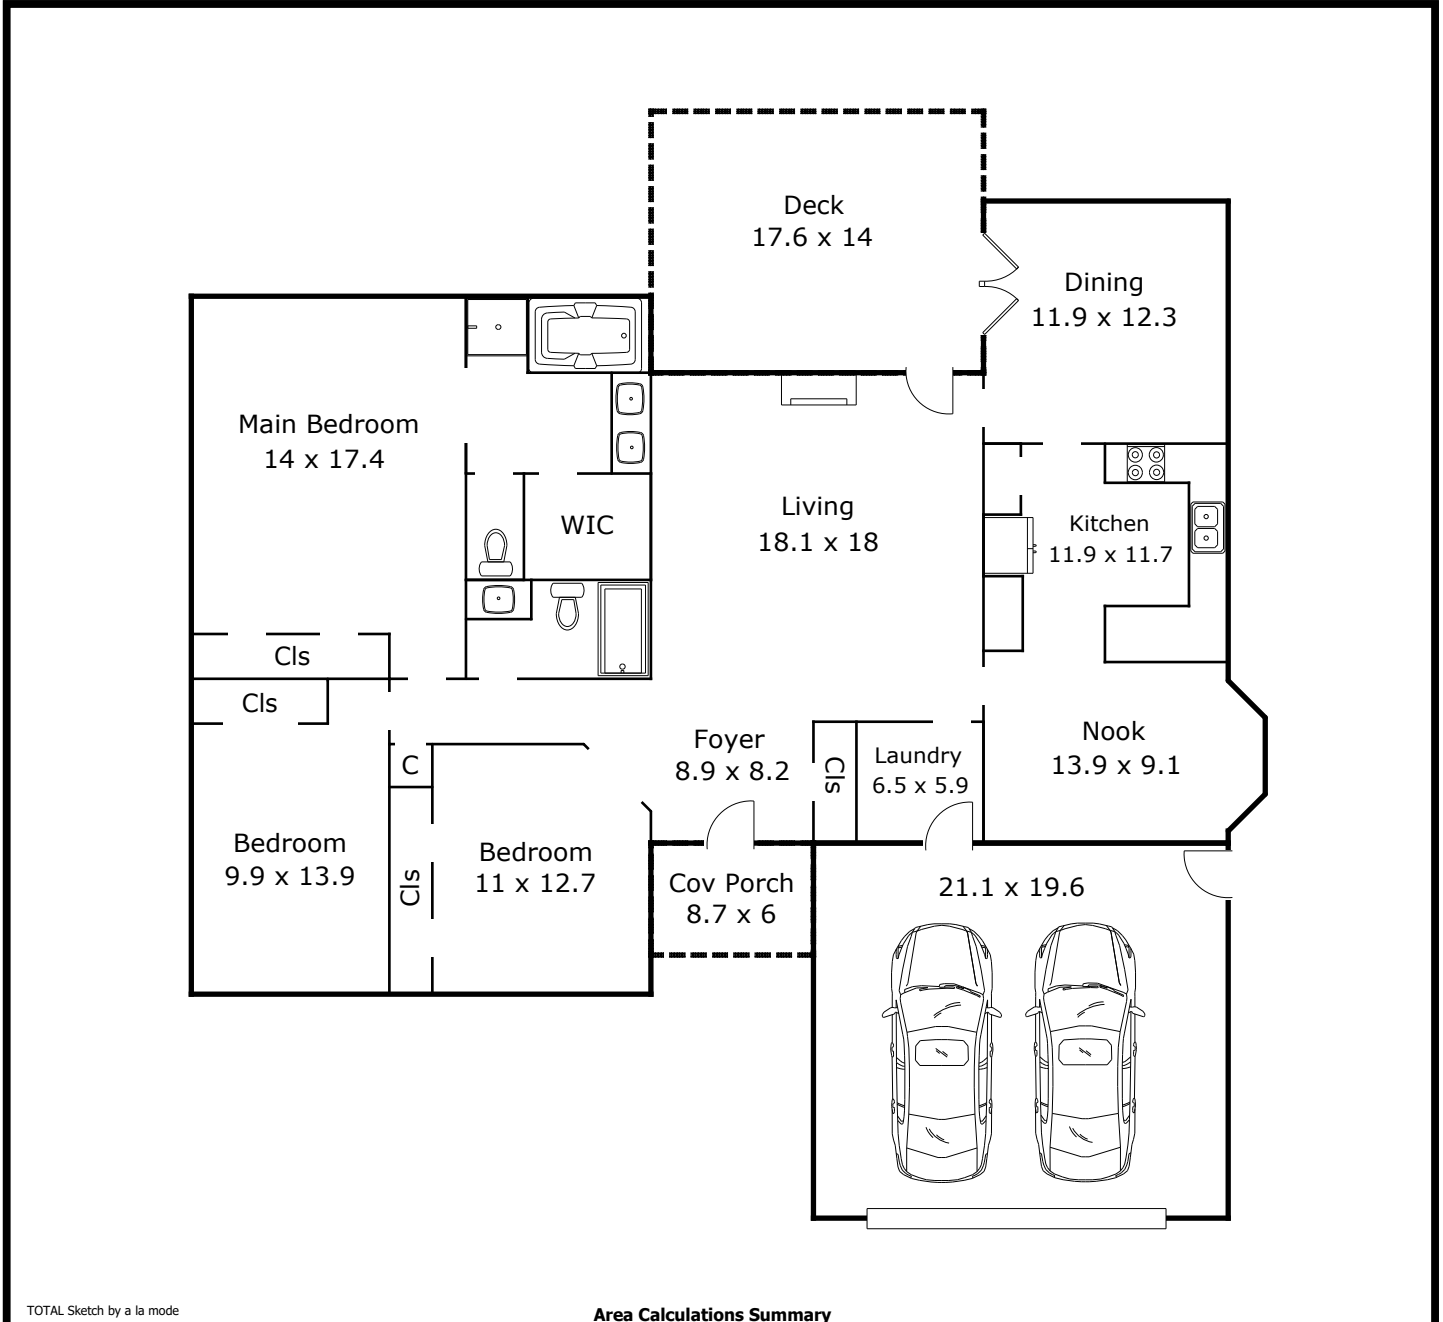 Deck
17.6 x 14
Dining
11.9 x 12.3
Main Bedroom
14 x 17.4
WIC
Living
18.1 x 18
Kitchen
11.9 x 11.7
Cls
Cls
Foyer
8.9 x 8.2
Cls
Laundry
6.5 x 5.9
Nook
13.9 x 9.1
C
Bedroom
9.9 x 13.9
Cls
Bedroom
11 x 12.7
Cov Porch
8.7 x 6
21.1 x 19.6
TOTAL Sketch by a la mode
Area Calculations Summary